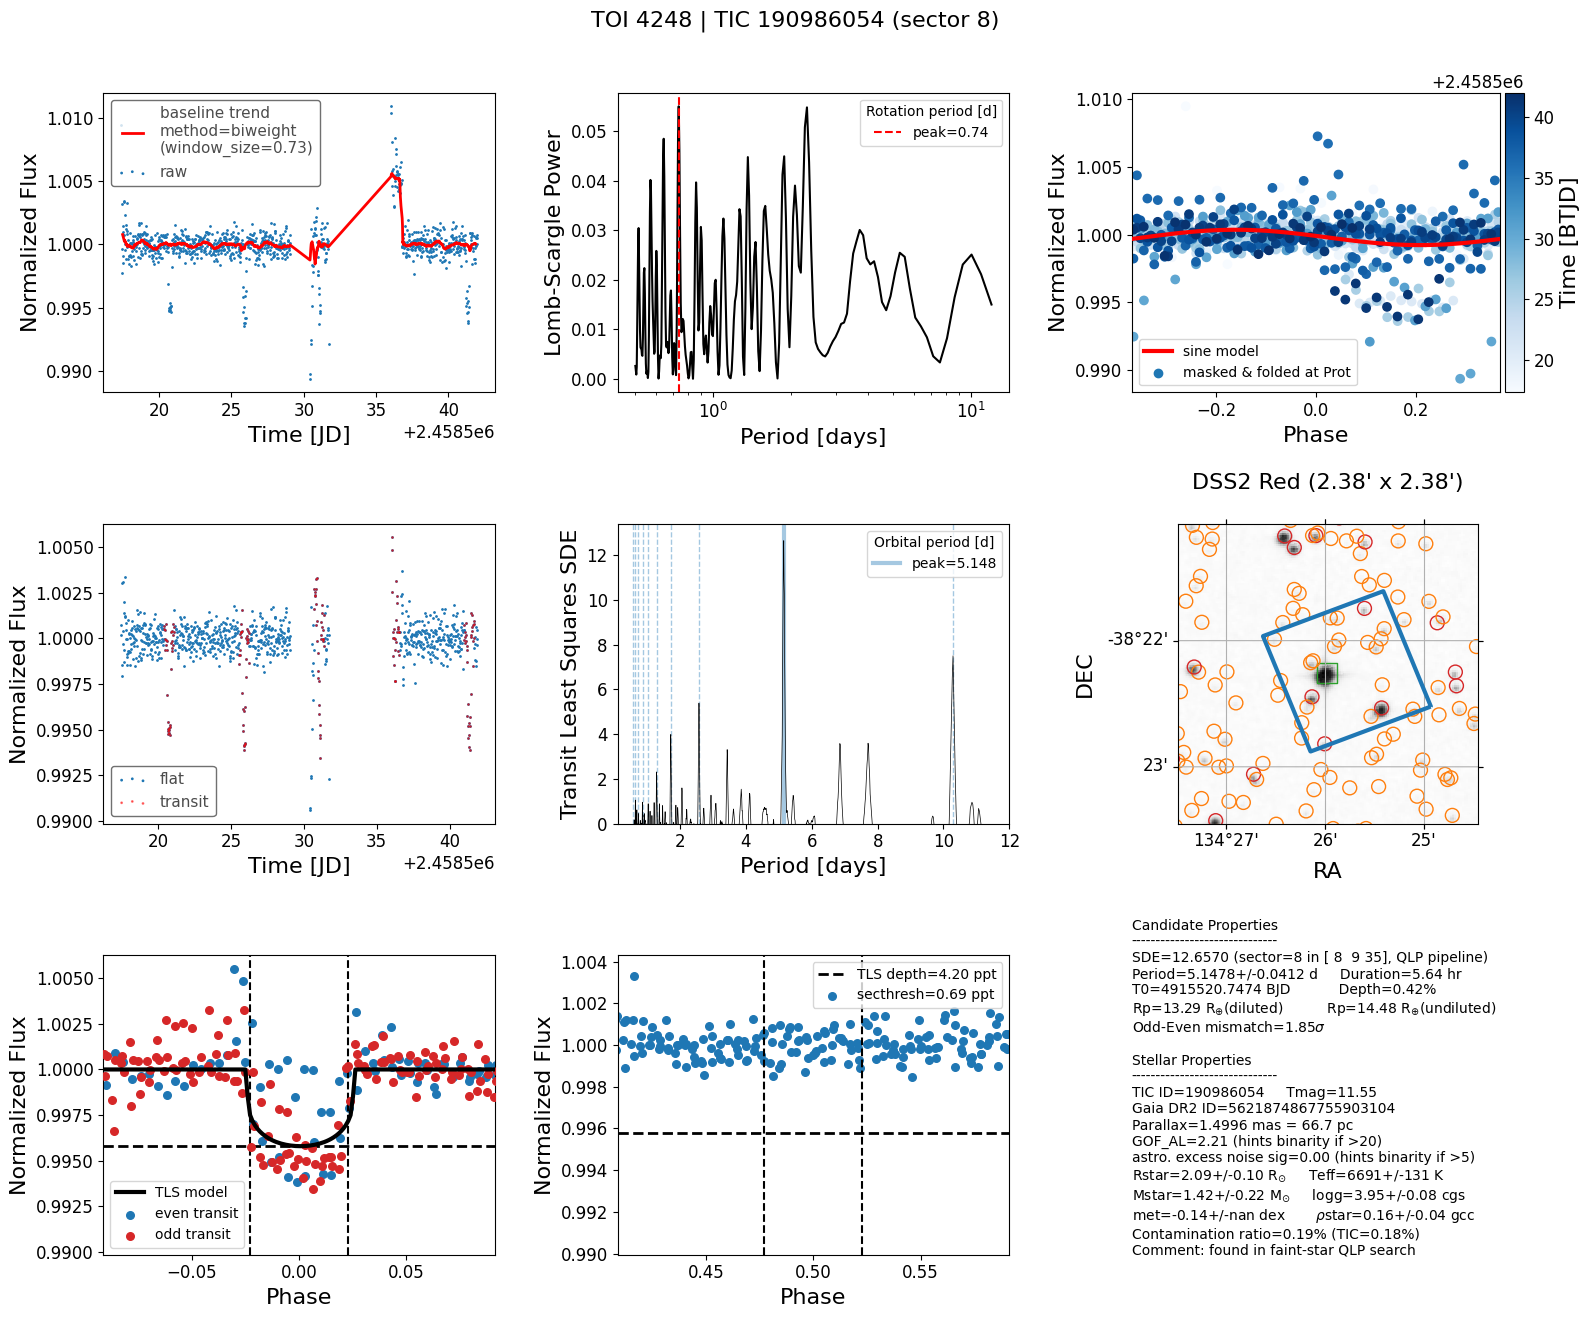 TOI 4248 | TIC 190986054 (sector 8)
baseline trend
method=biweight
(window_size=0.73)
raw
1.010
1.005
1.000
0.995
0.990
Normalized Flux
20 25 30 35 40
Time [JD]
+2.4585e6
Rotation period [d]
peak=0.74
0.05
0.04
0.03
0.02
0.01
0.00
Lomb-Scargle Power
10^0 10^1
Period [days]
+2.4585e6
1.010
1.005
1.000
0.995
0.990
Normalized Flux
sine model
masked & folded at Prot
−0.2 0.0 0.2
Phase
40
35
30
25
20
Time [BTJD]
1.0050
1.0025
1.0000
0.9975
0.9950
0.9925
0.9900
Normalized Flux
flat
transit
20 25 30 35 40
Time [JD]
+2.4585e6
Orbital period [d]
peak=5.148
12
10
8
6
4
2
0
Transit Least Squares SDE
2 4 6 8 10 12
Period [days]
DSS2 Red (2.38' x 2.38')
-38°22'
23'
DEC
134°27' 26' 25'
RA
1.0050
1.0025
1.0000
0.9975
0.9950
0.9925
0.9900
Normalized Flux
TLS model
even transit
odd transit
−0.05 0.00 0.05
Phase
TLS depth=4.20 ppt
secthresh=0.69 ppt
1.004
1.002
1.000
0.998
0.996
0.994
0.992
0.990
Normalized Flux
0.45 0.50 0.55
Phase
Candidate Properties
------------------------------
SDE=12.6570 (sector=8 in [ 8 9 35], QLP pipeline)
Period=5.1478+/-0.0412 d Duration=5.64 hr
T0=4915520.7474 BJD Depth=0.42%
Rp=13.29 R⊕(diluted) Rp=14.48 R⊕(undiluted)
Odd-Even mismatch=1.85σ
Stellar Properties
------------------------------
TIC ID=190986054 Tmag=11.55
Gaia DR2 ID=5621874867755903104
Parallax=1.4996 mas = 66.7 pc
GOF_AL=2.21 (hints binarity if >20)
astro. excess noise sig=0.00 (hints binarity if >5)
Rstar=2.09+/-0.10 R⊙ Teff=6691+/-131 K
Mstar=1.42+/-0.22 M⊙ logg=3.95+/-0.08 cgs
met=-0.14+/-nan dex ρstar=0.16+/-0.04 gcc
Contamination ratio=0.19% (TIC=0.18%)
Comment: found in faint-star QLP search